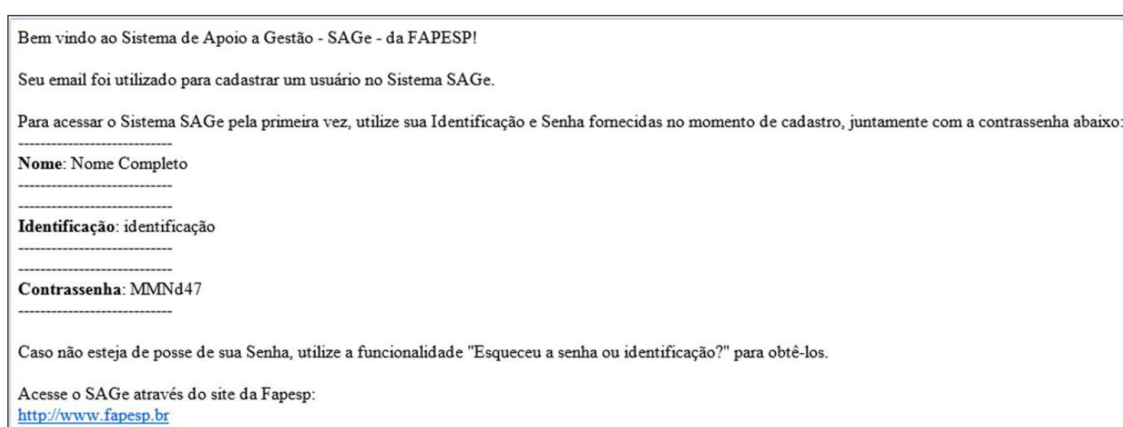 Bem vindo ao Sistema de Apoio a Gestão - SAGe - da FAPESP!
Seu email foi utilizado para cadastrar um usuário no Sistema SAGe.
Para acessar o Sistema SAGe pela primeira vez, utilize sua Identificação e Senha fornecidas no momento de cadastro, juntamente com a contrassenha abaixo:
----------------------------
Nome: Nome Completo
----------------------------
----------------------------
Identificação: identificação
----------------------------
----------------------------
Contrassenha: MMNd47
----------------------------
Caso não esteja de posse de sua Senha, utilize a funcionalidade "Esqueceu a senha ou identificação?" para obtê-los.
Acesse o SAGe através do site da Fapesp:
http://www.fapesp.br